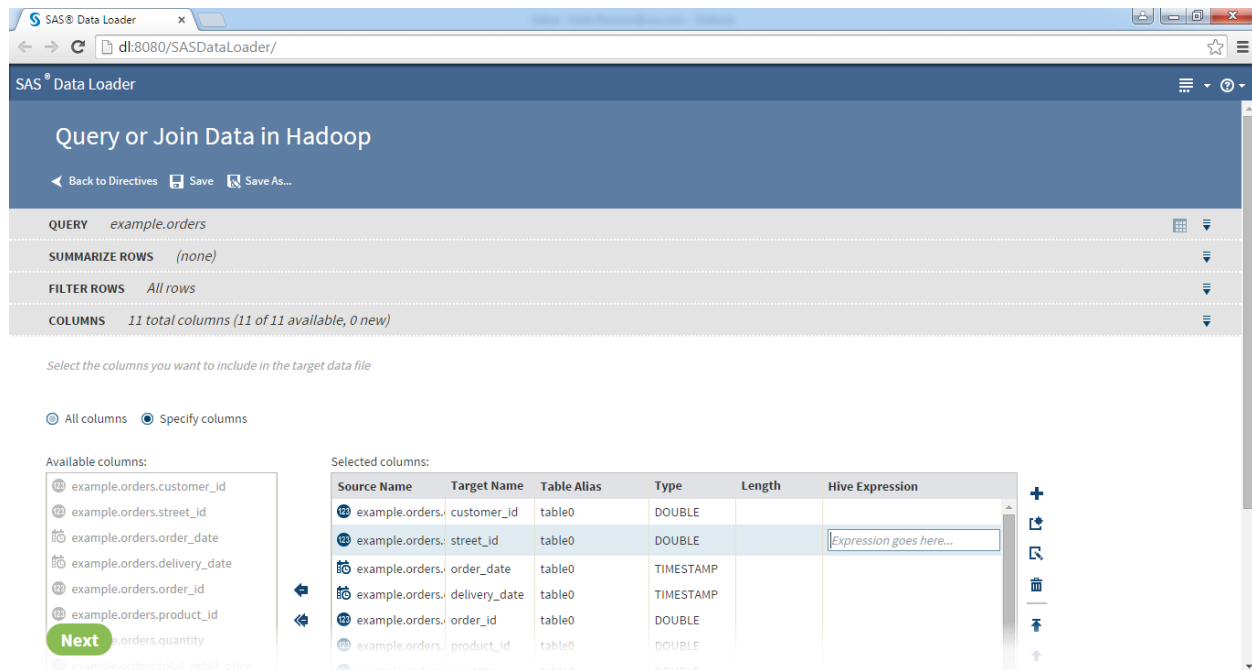 SAS® Data Loader
dl:8080/SASDataLoader/
SAS® Data Loader
Query or Join Data in Hadoop
Back to Directives Save Save As...
QUERY example.orders
SUMMARIZE ROWS (none)
FILTER ROWS All rows
COLUMNS 11 total columns (11 of 11 available, 0 new)
Select the columns you want to include in the target data file
All columns Specify columns
Available columns:
example.orders.customer_id
example.orders.street_id
example.orders.order_date
example.orders.delivery_date
example.orders.order_id
example.orders.product_id
e.orders.quantity
example.orders.total_retail_price
Next
Selected columns:
Source Name Target Name Table Alias Type Length Hive Expression
example.orders. customer_id table0 DOUBLE
example.orders. street_id table0 DOUBLE Expression goes here...
example.orders. order_date table0 TIMESTAMP
example.orders. delivery_date table0 TIMESTAMP
example.orders. order_id table0 DOUBLE
example.orders. product_id table0 DOUBLE